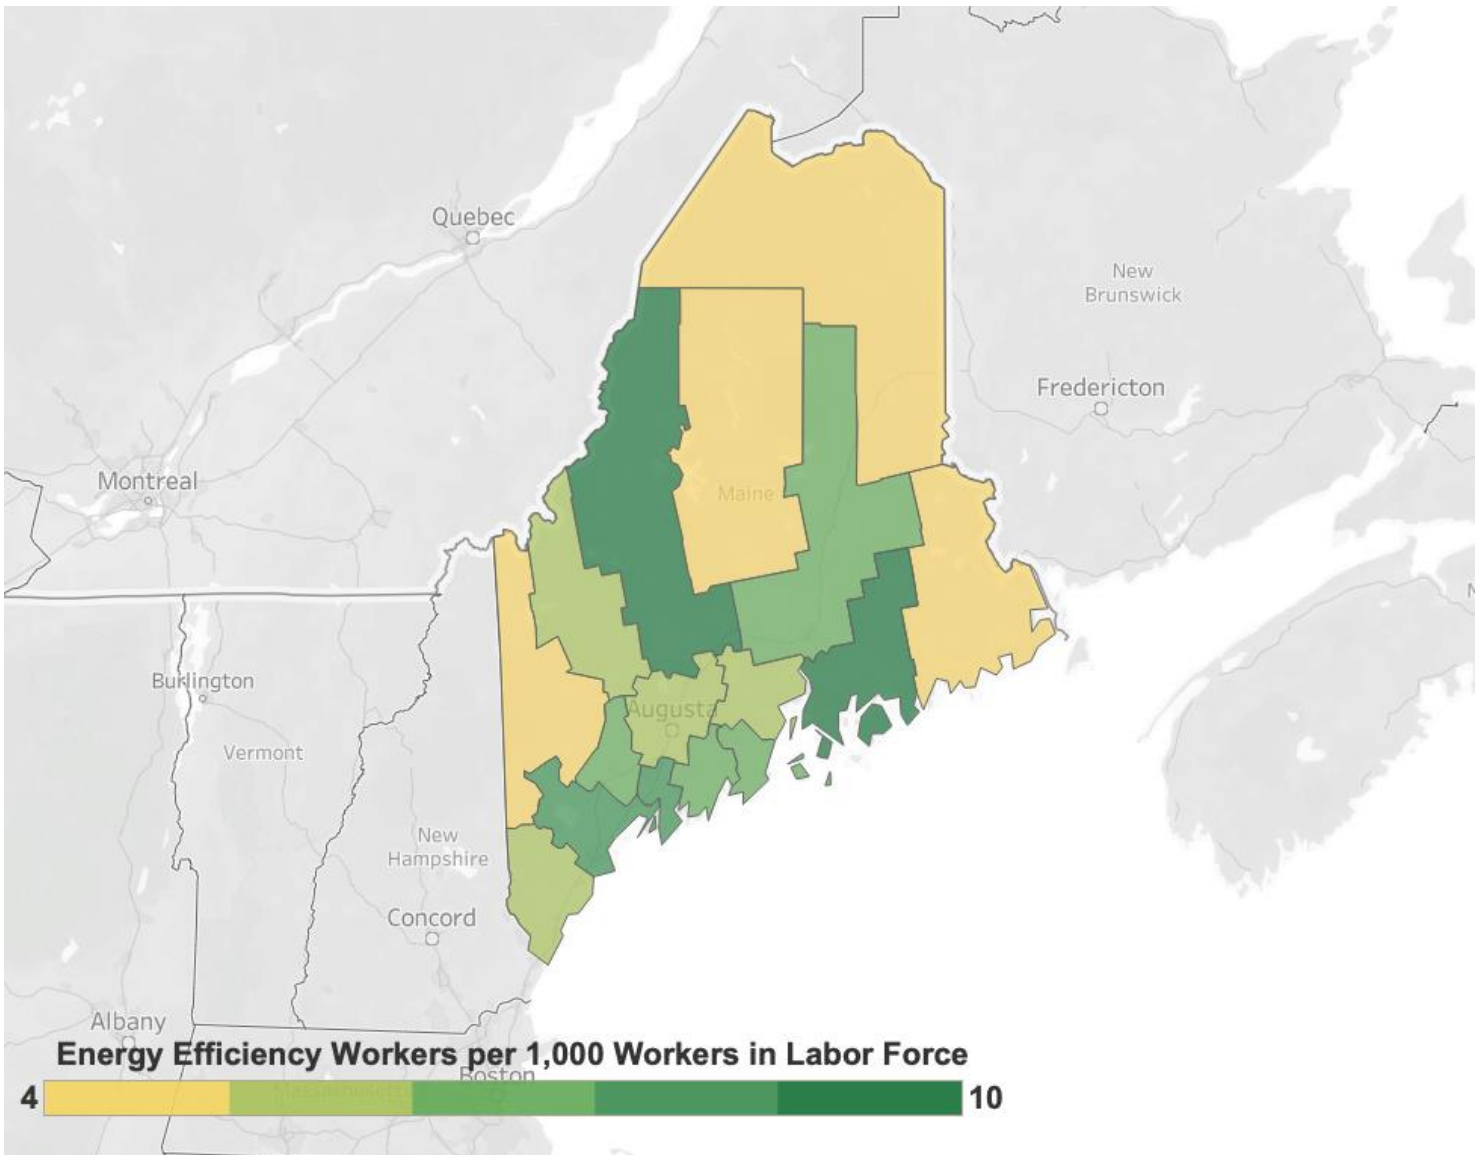 Quebec
New
Brunswick
Fredericton
Montreal
Maine
Burlington
Augusta
Vermont
New
Hampshire
Concord
Albany
Energy Efficiency Workers per 1,000 Workers in Labor Force
Boston
Massachusetts
4
10